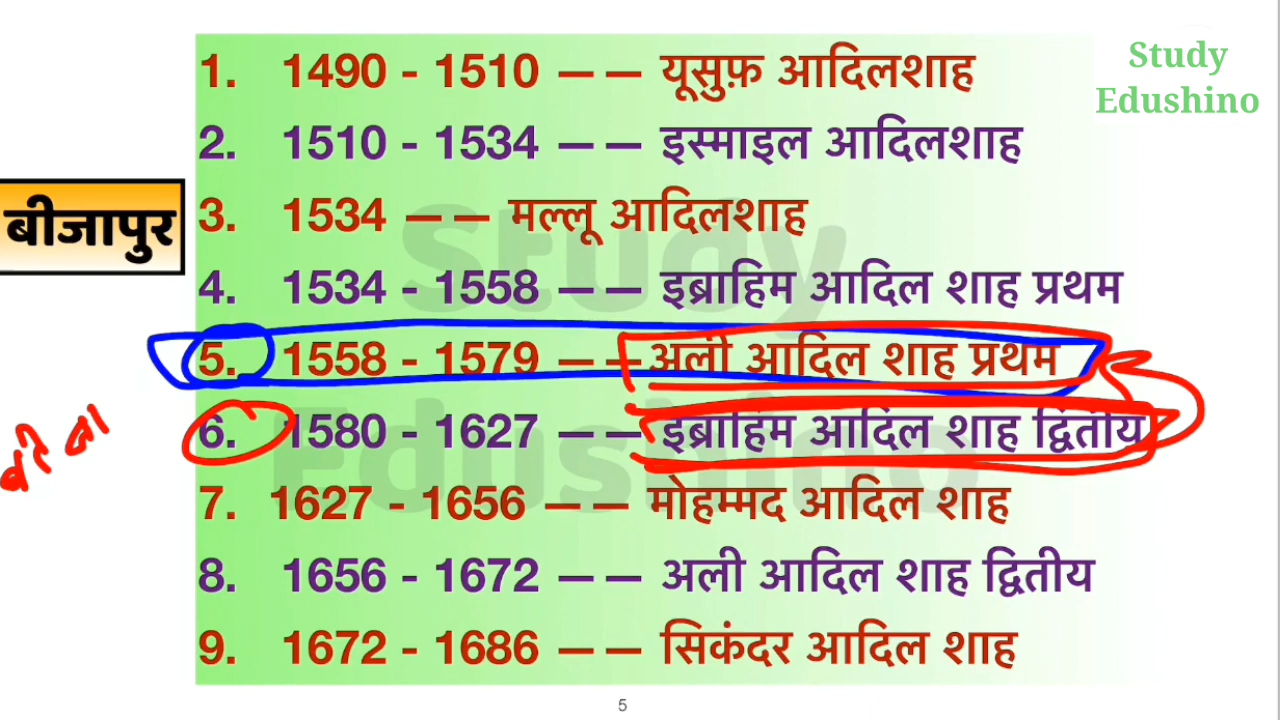 Study
Edushino
1. 1490 - 1510 –– यूसुफ़ आदिलशाह
2. 1510 - 1534 –– इस्माइल आदिलशाह
3. 1534 –– मल्लू आदिलशाह
बीजापुर
4. 1534 - 1558 –– इब्राहिम आदिल शाह प्रथम
5. 1558 - 1579 –– अली आदिल शाह प्रथम
6. 1580 - 1627 –– इब्राहिम आदिल शाह द्वितीय
7. 1627 - 1656 –– मोहम्मद आदिल शाह
8. 1656 - 1672 –– अली आदिल शाह द्वितीय
9. 1672 - 1686 –– सिकंदर आदिल शाह
Study
Edushino
5